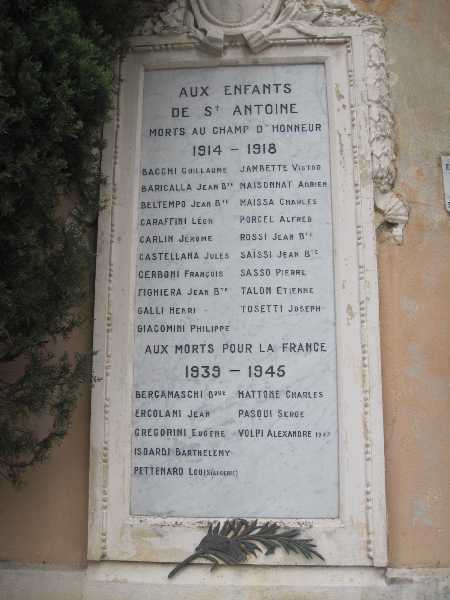 AUX ENFANTS
DE St ANTOINE
MORTS AU CHAMP D'HONNEUR
1914 - 1918
BACCHI GUILLAUME JAMBETTE VICTOR
BARICALLA JEAN Bte MAISONNAT ADRIEN
BELTEMPO JEAN Bte MAISSA CHARLES
CARAFFINI LÉON PORCEL ALFRED
CARLIN JÉROME ROSSI JEAN Bte
CASTELLANA JULES SAÏSSI JEAN Bte
CERBONI FRANÇOIS SASSO PIERRE
FIGHIERA JEAN Bte TALON ETIENNE
GALLI HENRI TOSETTI JOSEPH
GIACOMINI PHILIPPE
AUX MORTS POUR LA FRANCE
1939 - 1945
BERGAMASCHI MATTONE CHARLES
ERCOLANI JEAN PASQUI SERGE
GREGORINI EUGÈNE VOLPI ALEXANDRE
ISOARDI BARTHELEMY
PETTENARO LOUIS (ALGERIE)